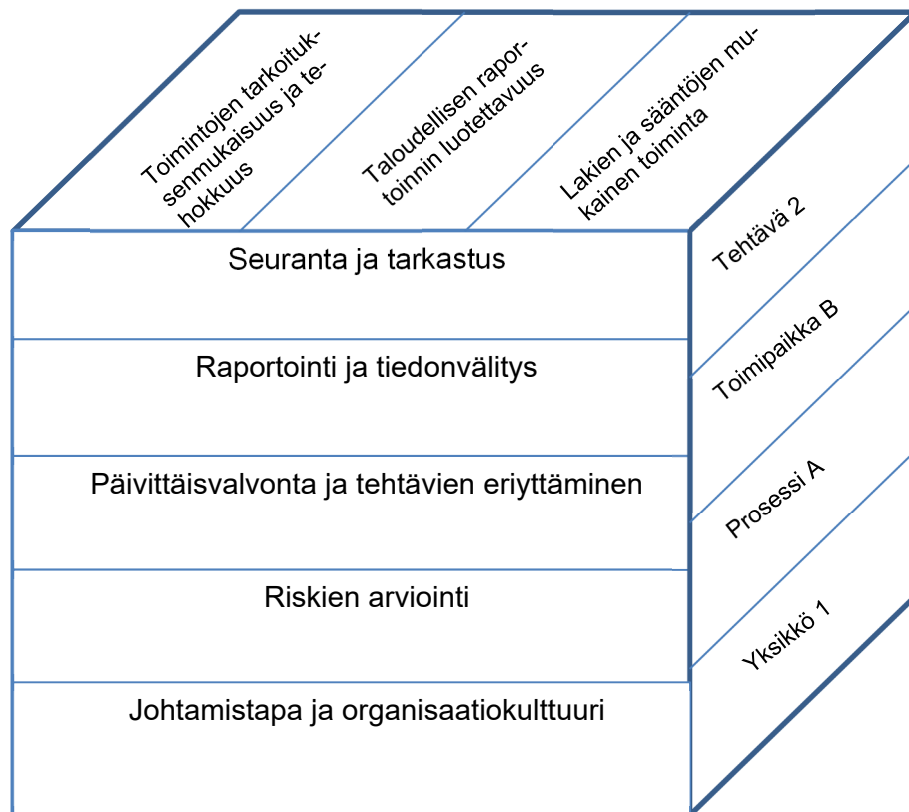 Toimintojen tarkoituk-
senmukaisuus ja te-
hokkuus
Taloudellisen rapor-
toinnin luotettavuus
Lakien ja sääntöjen mu-
kainen toiminta
Seuranta ja tarkastus
Raportointi ja tiedonvälitys
Päivittäisvalvonta ja tehtävien eriyttäminen
Riskien arviointi
Johtamistapa ja organisaatiokulttuuri
Tehtävä 2
Toimipaikka B
Prosessi A
Yksikkö 1